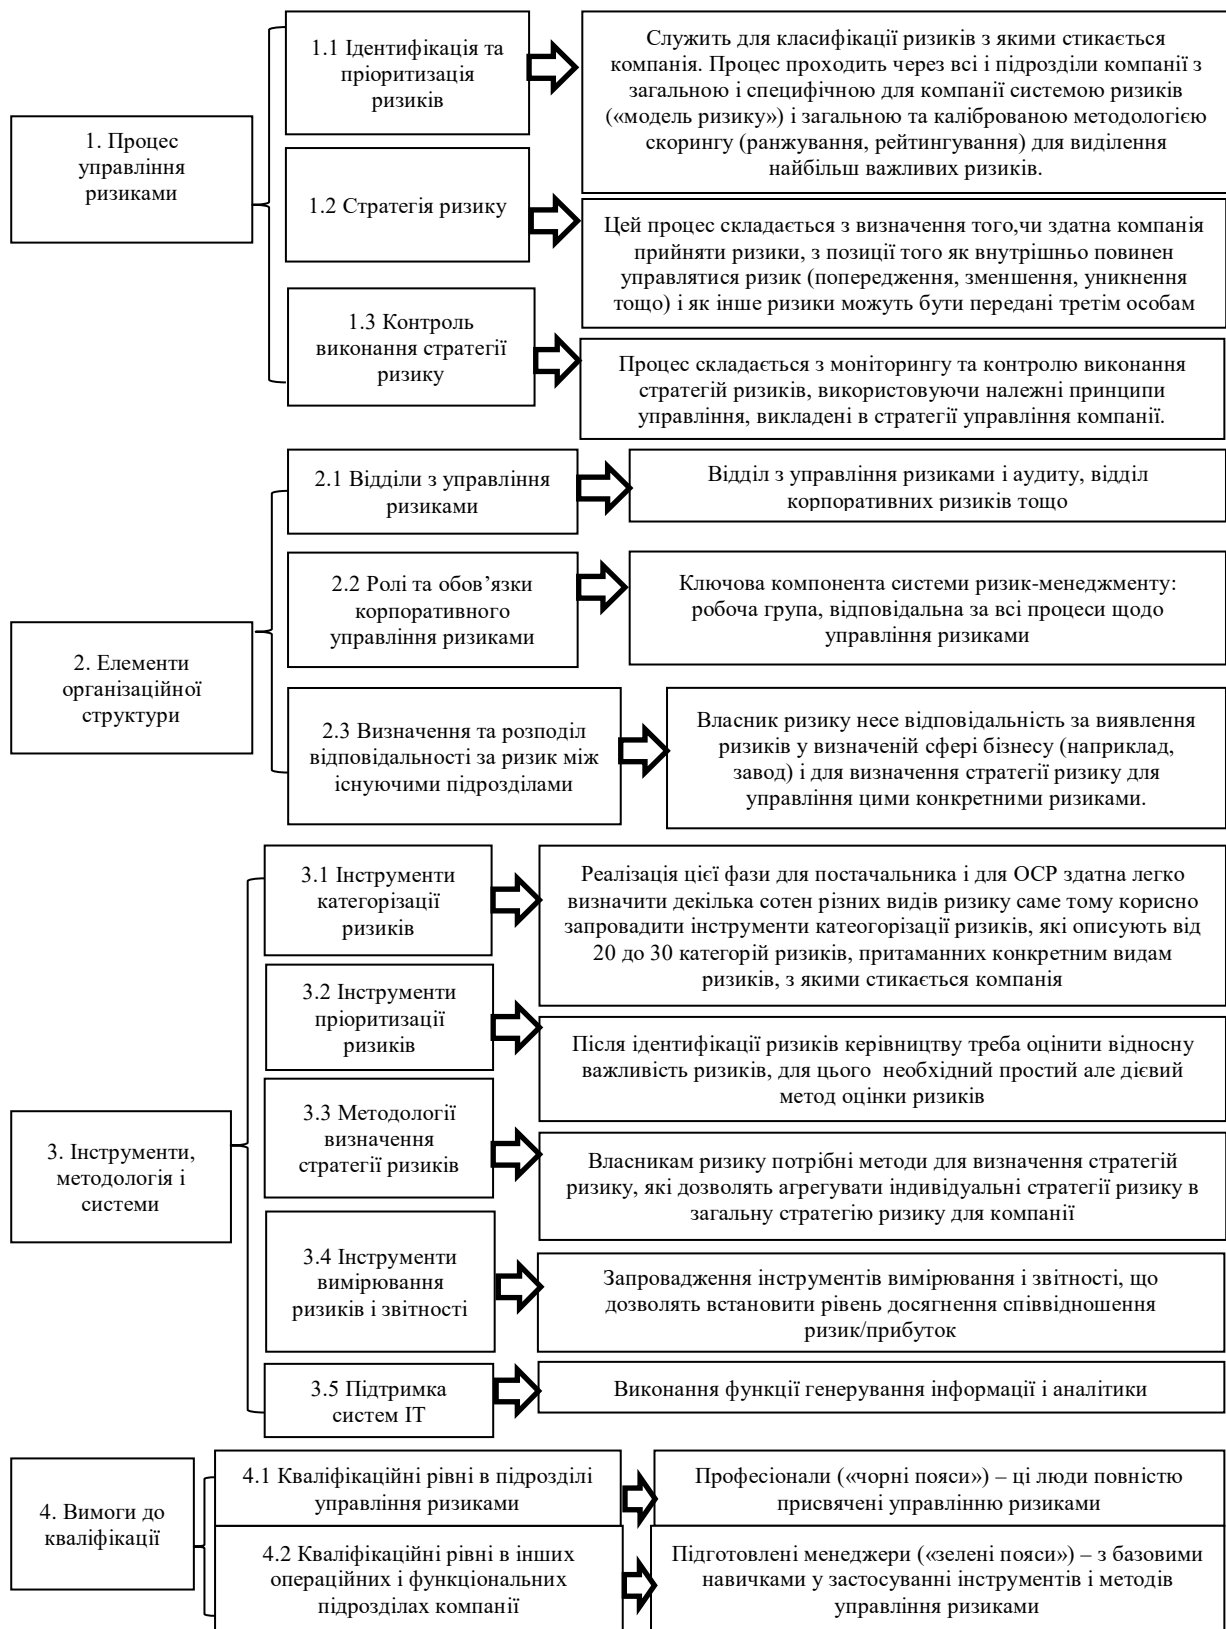 1. Процес
управління
ризиками
1.1 Ідентифікація та
пріоритизація
ризиків
Служить для класифікації ризиків з якими стикається
компанія. Процес проходить через всі і підрозділи компанії з
загальною і специфічною для компанії системою ризиків
(«модель ризику») і загальною та каліброваною методологією
скорингу (ранжування, рейтингування) для виділення
найбільш важливих ризиків.
1.2 Стратегія ризику
Цей процес складається з визначення того,чи здатна компанія
прийняти ризики, з позиції того як внутрішньо повинен
управлятися ризик (попередження, зменшення, уникнення
тощо) і як інше ризики можуть бути передані третім особам
1.3 Контроль
виконання стратегії
ризику
Процес складається з моніторингу та контролю виконання
стратегій ризиків, використовуючи належні принципи
управління, викладені в стратегії управління компанії.
2. Елементи
організаційної
структури
2.1 Відділи з управління
ризиками
Відділ з управління ризиками і аудиту, відділ
корпоративних ризиків тощо
2.2 Ролі та обов’язки
корпоративного
управління ризиками
Ключова компонента системи ризик-менеджменту:
робоча група, відповідальна за всі процеси щодо
управління ризиками
2.3 Визначення та розподіл
відповідальності за ризик між
існуючими підрозділами
Власник ризику несе відповідальність за виявлення
ризиків у визначеній сфері бізнесу (наприклад,
завод) і для визначення стратегії ризику для
управління цими конкретними ризиками.
3. Інструменти,
методологія і
системи
3.1 Інструменти
категорізації
ризиків
Реалізація цієї фази для постачальника і для ОСР здатна легко
визначити декілька сотен різних видів ризику саме тому корисно
запровадити інструменти катеогорізації ризиків, які описують від
20 до 30 категорій ризиків, притаманних конкретним видам
ризиків, з якими стикається компанія
3.2 Інструменти
пріоритизації
ризиків
Після ідентифікації ризиків керівництву треба оцінити відносну
важливість ризиків, для цього  необхідний простий але дієвий
метод оцінки ризиків
3.3 Методології
визначення
стратегії ризиків
Власникам ризику потрібні методи для визначення стратегій
ризику, які дозволять агрегувати індивідуальні стратегії ризику в
загальну стратегію ризику для компанії
3.4 Інструменти
вимірювання
ризиків і звітності
Запровадження інструментів вимірювання і звітності, що
дозволять встановити рівень досягнення співвідношення
ризик/прибуток
3.5 Підтримка
систем ІТ
Виконання функції генерування інформації і аналітики
4. Вимоги до
кваліфікації
4.1 Кваліфікаційні рівні в підрозділі
управління ризиками
Професіонали («чорні пояси») – ці люди повністю
присвячені управлінню ризиками
4.2 Кваліфікаційні рівні в інших
операційних і функціональних
підрозділах компанії
Підготовлені менеджери («зелені пояси») – з базовими
навичками у застосуванні інструментів і методів
управління ризиками